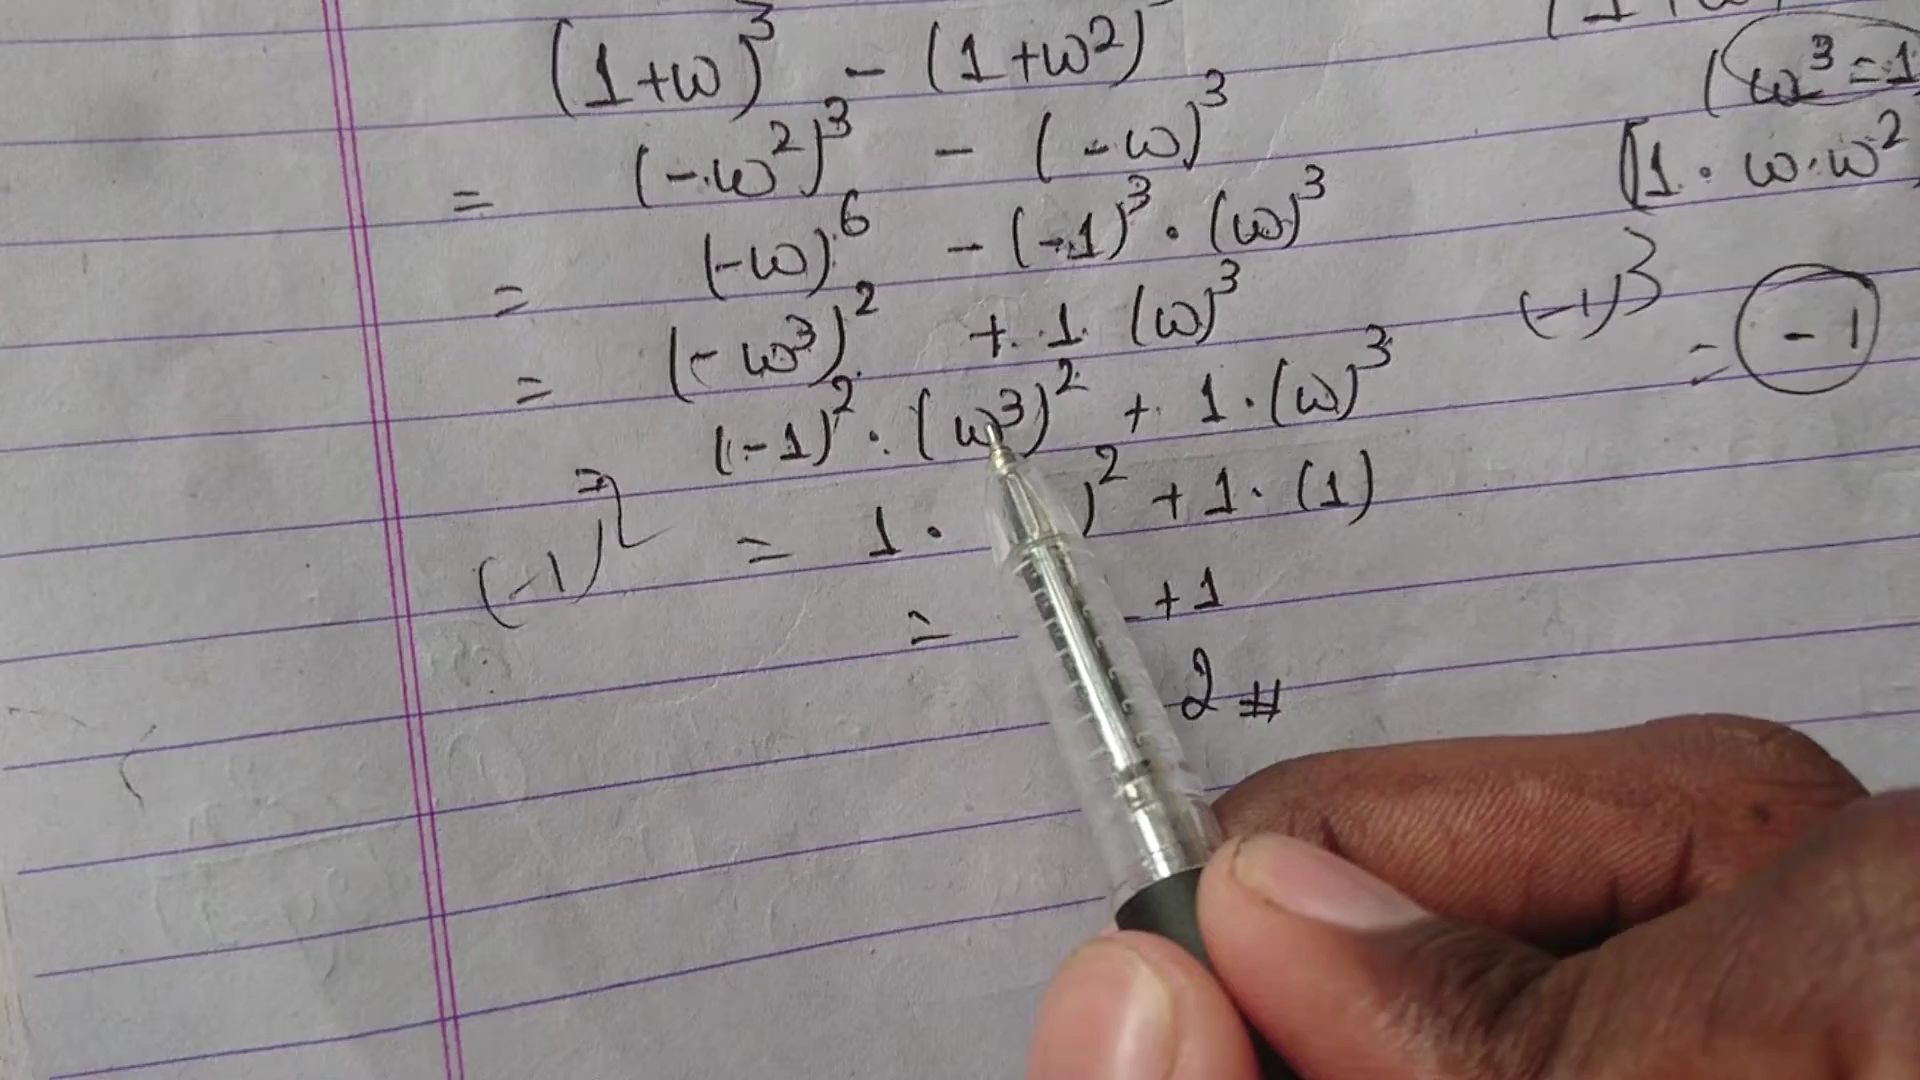 (1+ω)³ - (1+ω²)
= (-ω²)³ - (-ω)³
= (-ω)⁶ - (-1)³ · (ω)³
= (-ω³)² + 1 (ω)³
= (-1)² · (ω³)² + 1 · (ω)³
= 1 · )² + 1 · (1)
= +1
2 #
(-1)²
(ω³ = 1
(1 · ω · ω²
(-1)³
= -1